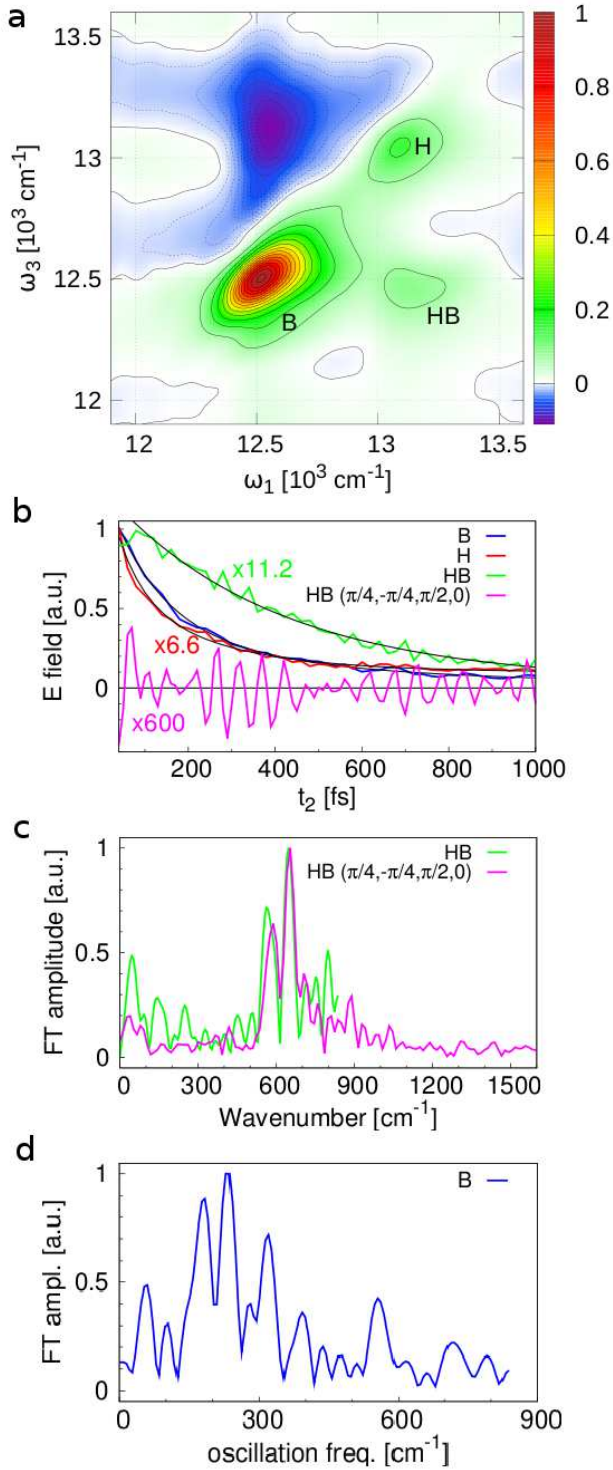 a
13.5
13
12.5
12
ω3 [10³ cm⁻¹]
H
B
HB
12
12.5
13
13.5
ω1 [10³ cm⁻¹]
1
0.8
0.6
0.4
0.2
0
b
1
0.5
0
E field [a.u.]
B
H
HB
HB (π/4,-π/4,π/2,0)
x11.2
x6.6
x600
200
400
600
800
1000
t2 [fs]
c
1
0.5
0
FT amplitude [a.u.]
HB
HB (π/4,-π/4,π/2,0)
0
300
600
900
1200
1500
Wavenumber [cm⁻¹]
d
1
0.5
0
FT ampl. [a.u.]
B
0
300
600
900
oscillation freq. [cm⁻¹]